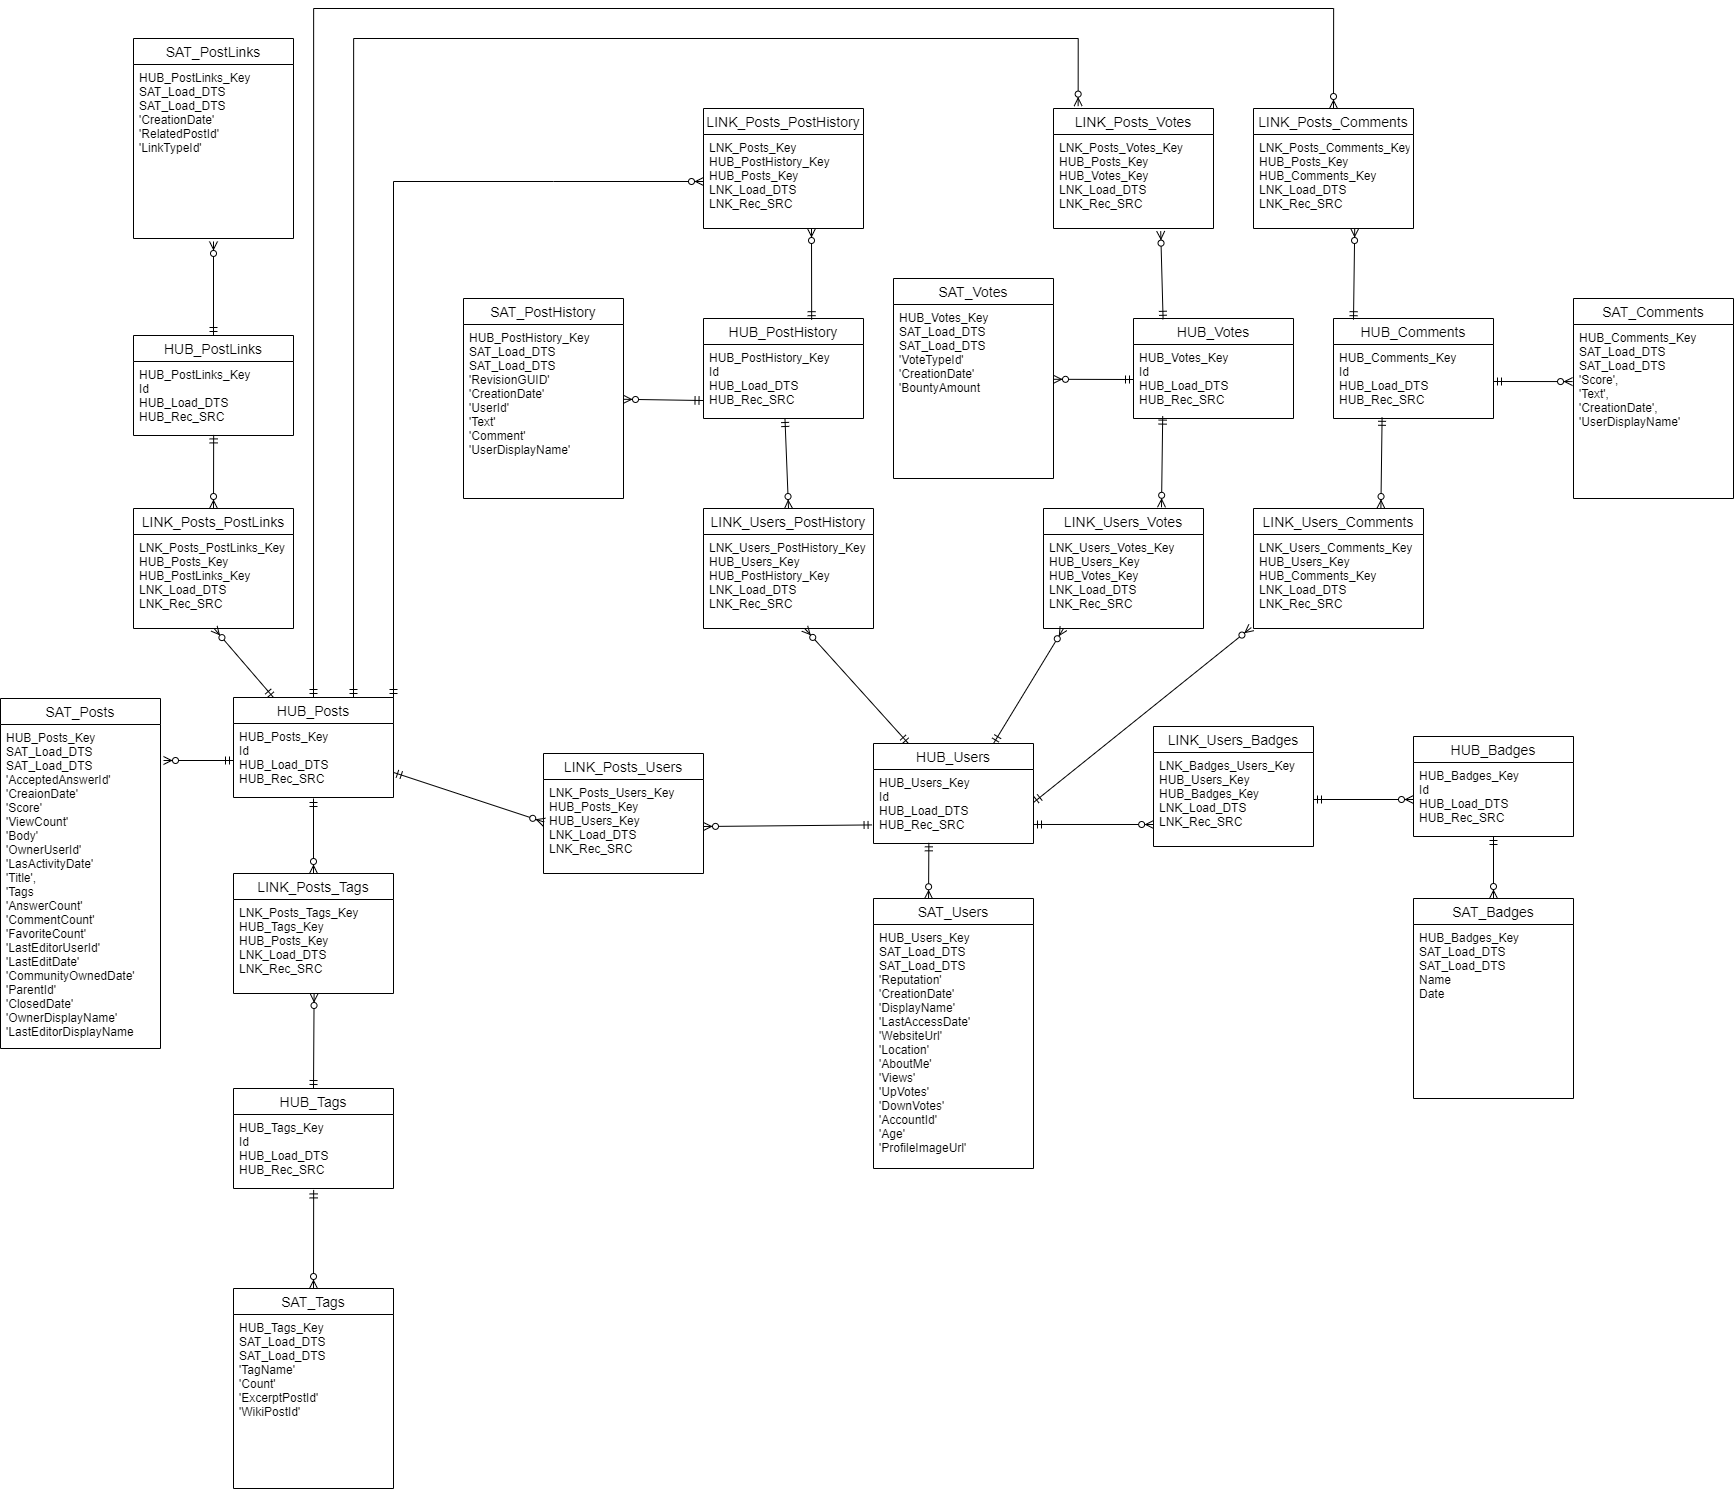 SAT_PostLinks
HUB_PostLinks_Key
SAT_Load_DTS
SAT_Load_DTS
'CreationDate'
'RelatedPostId'
'LinkTypeId'
LINK_Posts_PostHistory
LNK_Posts_Key
HUB_PostHistory_Key
HUB_Posts_Key
LNK_Load_DTS
LNK_Rec_SRC
LINK_Posts_Votes
LNK_Posts_Votes_Key
HUB_Posts_Key
HUB_Votes_Key
LNK_Load_DTS
LNK_Rec_SRC
LINK_Posts_Comments
LNK_Posts_Comments_Key
HUB_Posts_Key
HUB_Comments_Key
LNK_Load_DTS
LNK_Rec_SRC
HUB_PostLinks
HUB_PostLinks_Key
Id
HUB_Load_DTS
HUB_Rec_SRC
SAT_PostHistory
HUB_PostHistory_Key
SAT_Load_DTS
SAT_Load_DTS
'RevisionGUID'
'CreationDate'
'UserId'
'Text'
'Comment'
'UserDisplayName'
HUB_PostHistory
HUB_PostHistory_Key
Id
HUB_Load_DTS
HUB_Rec_SRC
SAT_Votes
HUB_Votes_Key
SAT_Load_DTS
SAT_Load_DTS
'VoteTypeId'
'CreationDate'
'BountyAmount
HUB_Votes
HUB_Votes_Key
Id
HUB_Load_DTS
HUB_Rec_SRC
HUB_Comments
HUB_Comments_Key
Id
HUB_Load_DTS
HUB_Rec_SRC
SAT_Comments
HUB_Comments_Key
SAT_Load_DTS
SAT_Load_DTS
'Score',
'Text',
'CreationDate',
'UserDisplayName'
LINK_Posts_PostLinks
LNK_Posts_PostLinks_Key
HUB_Posts_Key
HUB_PostLinks_Key
LNK_Load_DTS
LNK_Rec_SRC
LINK_Users_PostHistory
LNK_Users_PostHistory_Key
HUB_Users_Key
HUB_PostHistory_Key
LNK_Load_DTS
LNK_Rec_SRC
LINK_Users_Votes
LNK_Users_Votes_Key
HUB_Users_Key
HUB_Votes_Key
LNK_Load_DTS
LNK_Rec_SRC
LINK_Users_Comments
LNK_Users_Comments_Key
HUB_Users_Key
HUB_Comments_Key
LNK_Load_DTS
LNK_Rec_SRC
SAT_Posts
HUB_Posts_Key
SAT_Load_DTS
SAT_Load_DTS
'AcceptedAnswerId'
'CreaionDate'
'Score'
'ViewCount'
'Body'
'OwnerUserId'
'LasActivityDate'
'Title',
'Tags
'AnswerCount'
'CommentCount'
'FavoriteCount'
'LastEditorUserId'
'LastEditDate'
'CommunityOwnedDate'
'ParentId'
'ClosedDate'
'OwnerDisplayName'
'LastEditorDisplayName
HUB_Posts
HUB_Posts_Key
Id
HUB_Load_DTS
HUB_Rec_SRC
LINK_Posts_Users
LNK_Posts_Users_Key
HUB_Posts_Key
HUB_Users_Key
LNK_Load_DTS
LNK_Rec_SRC
HUB_Users
HUB_Users_Key
Id
HUB_Load_DTS
HUB_Rec_SRC
LINK_Users_Badges
LNK_Badges_Users_Key
HUB_Users_Key
HUB_Badges_Key
LNK_Load_DTS
LNK_Rec_SRC
HUB_Badges
HUB_Badges_Key
Id
HUB_Load_DTS
HUB_Rec_SRC
LINK_Posts_Tags
LNK_Posts_Tags_Key
HUB_Tags_Key
HUB_Posts_Key
LNK_Load_DTS
LNK_Rec_SRC
SAT_Users
HUB_Users_Key
SAT_Load_DTS
SAT_Load_DTS
'Reputation'
'CreationDate'
'DisplayName'
'LastAccessDate'
'WebsiteUrl'
'Location'
'AboutMe'
'Views'
'UpVotes'
'DownVotes'
'AccountId'
'Age'
'ProfileImageUrl'
SAT_Badges
HUB_Badges_Key
SAT_Load_DTS
SAT_Load_DTS
Name
Date
HUB_Tags
HUB_Tags_Key
Id
HUB_Load_DTS
HUB_Rec_SRC
SAT_Tags
HUB_Tags_Key
SAT_Load_DTS
SAT_Load_DTS
'TagName'
'Count'
'ExcerptPostId'
'WikiPostId'